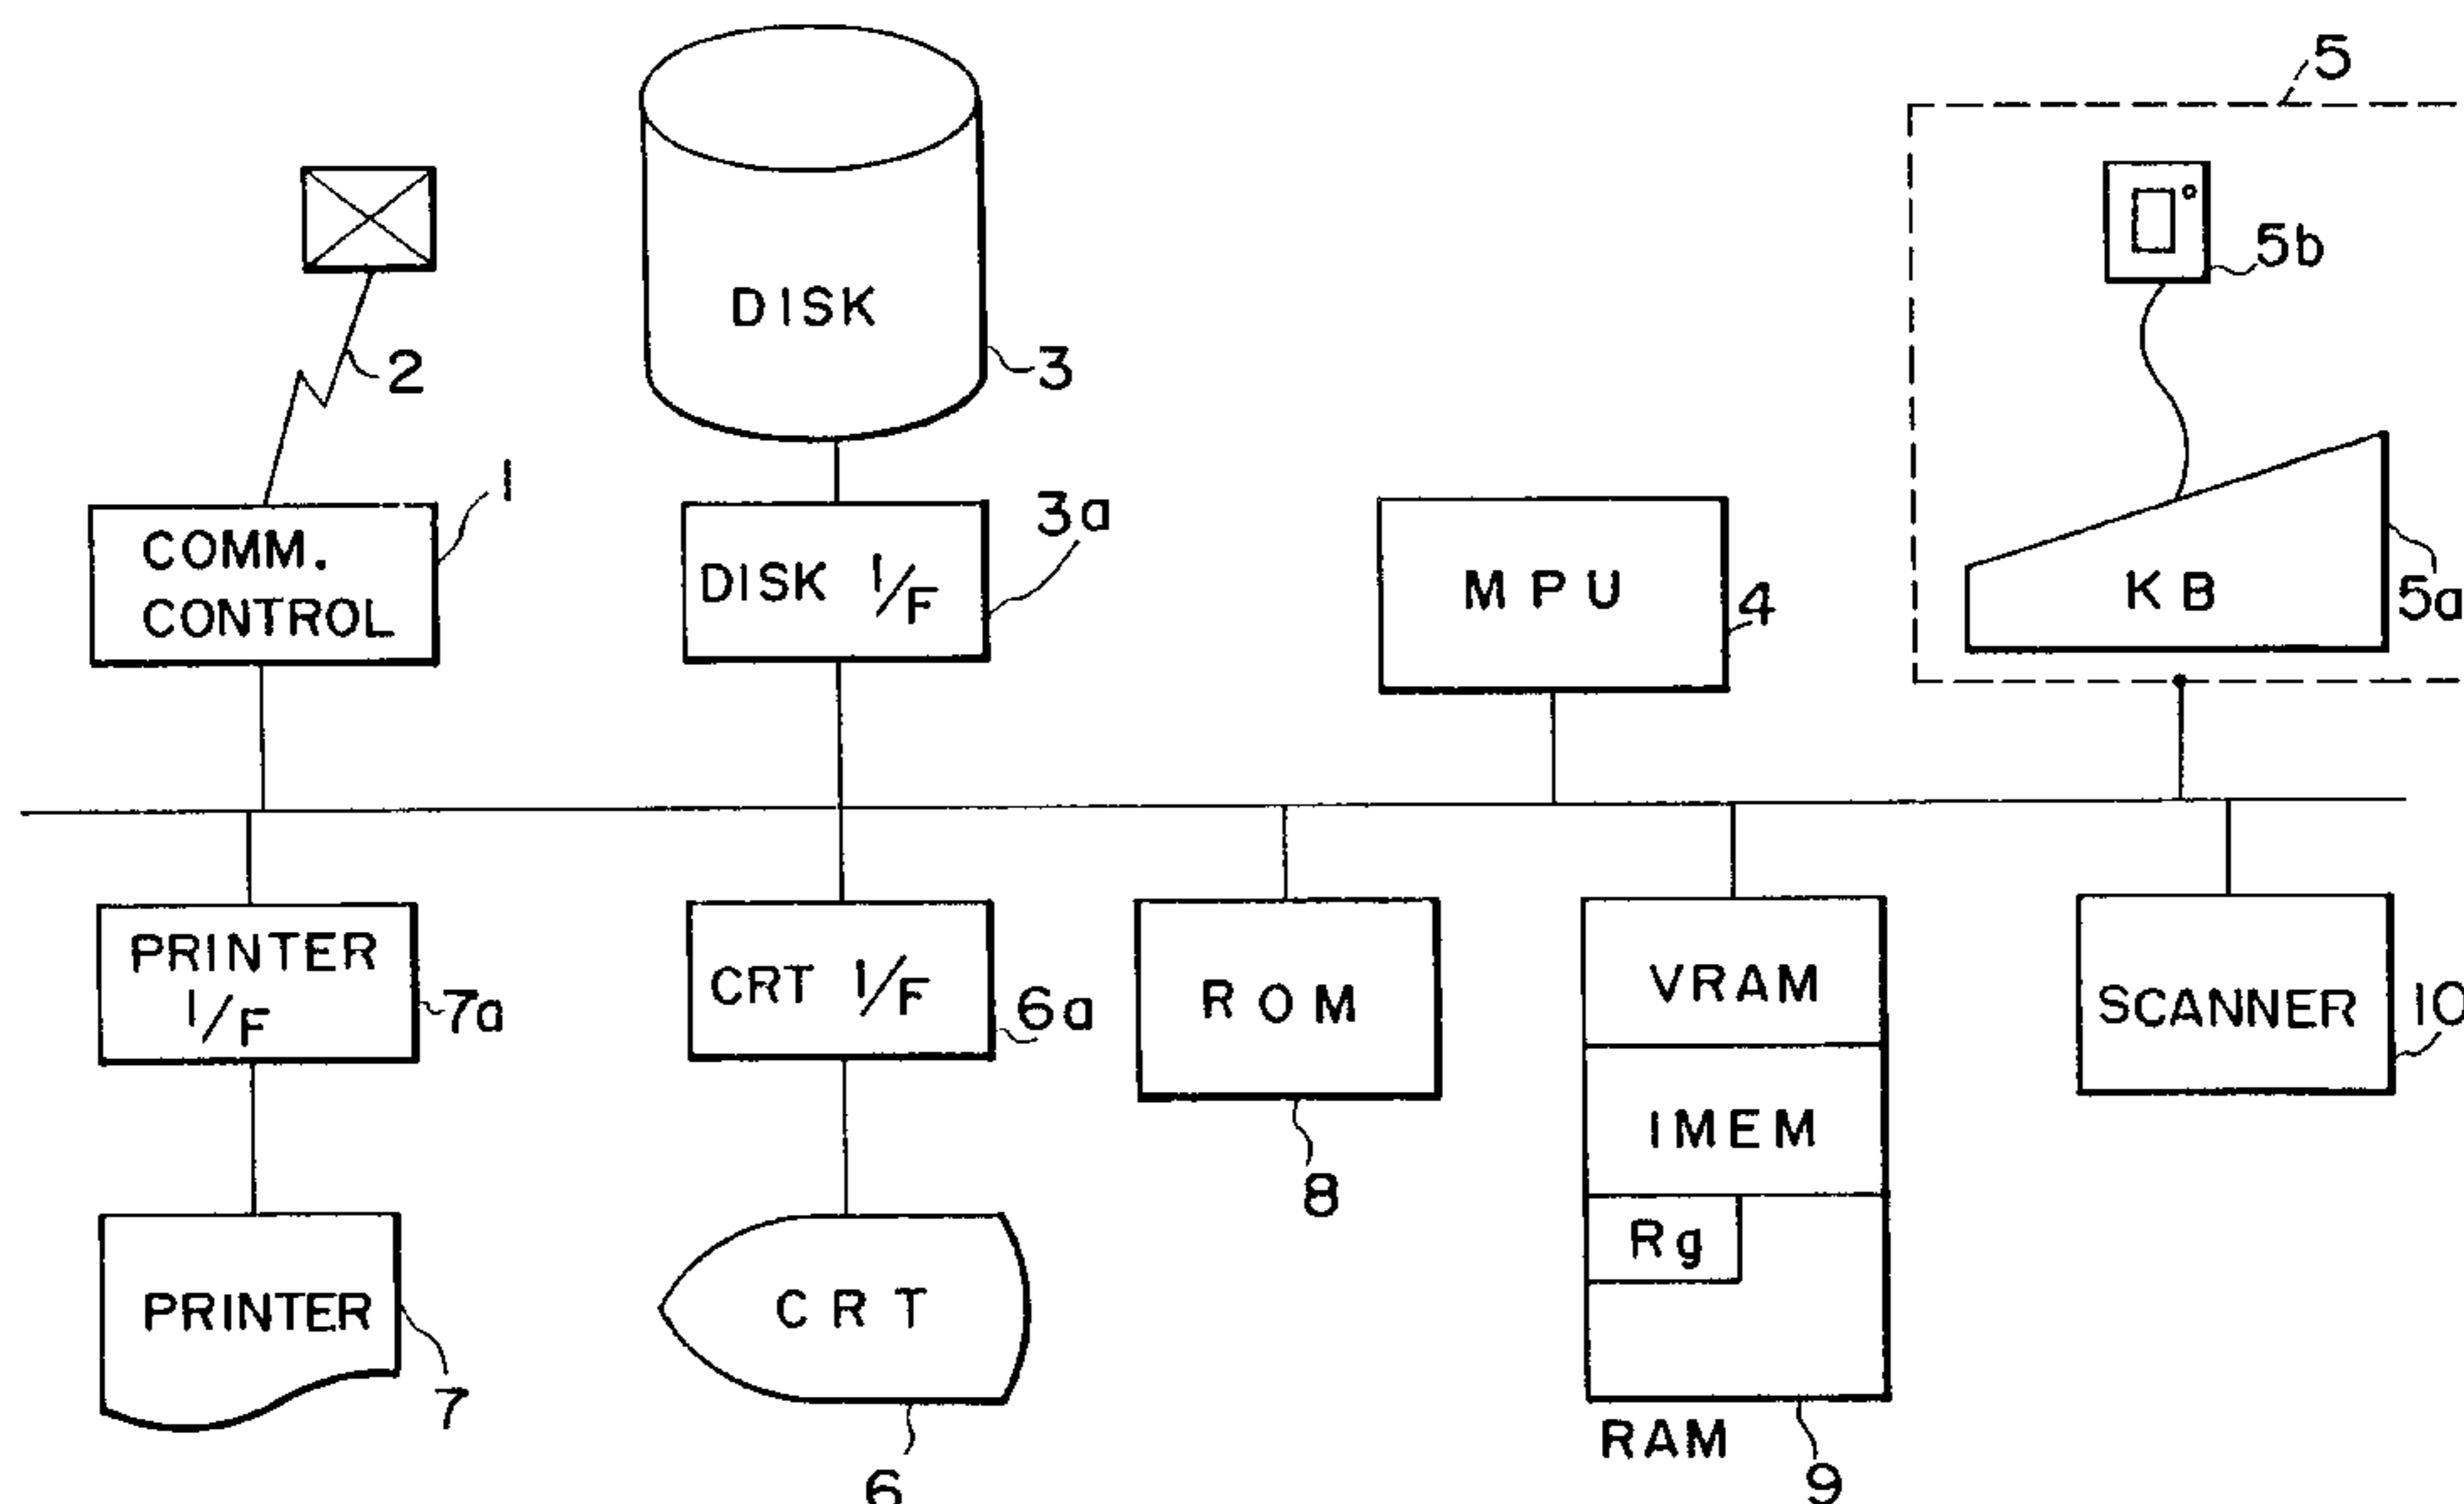 5
5b
DISK
2
3
1
3a
COMM.
CONTROL
DISK I/F
MPU
4
KB
5a
PRINTER
I/F
7a
CRT I/F
6a
ROM
VRAM
SCANNER
10
IMEM
8
Rg
PRINTER
CRT
7
RAM
6
9